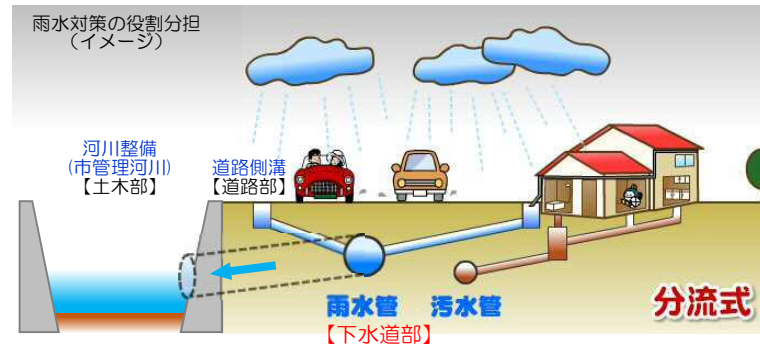 雨水対策の役割分担
（イメージ）
河川整備
(市管理河川)
【土木部】
道路側溝
【道路部】
雨水管
汚水管
【下水道部】
分流式